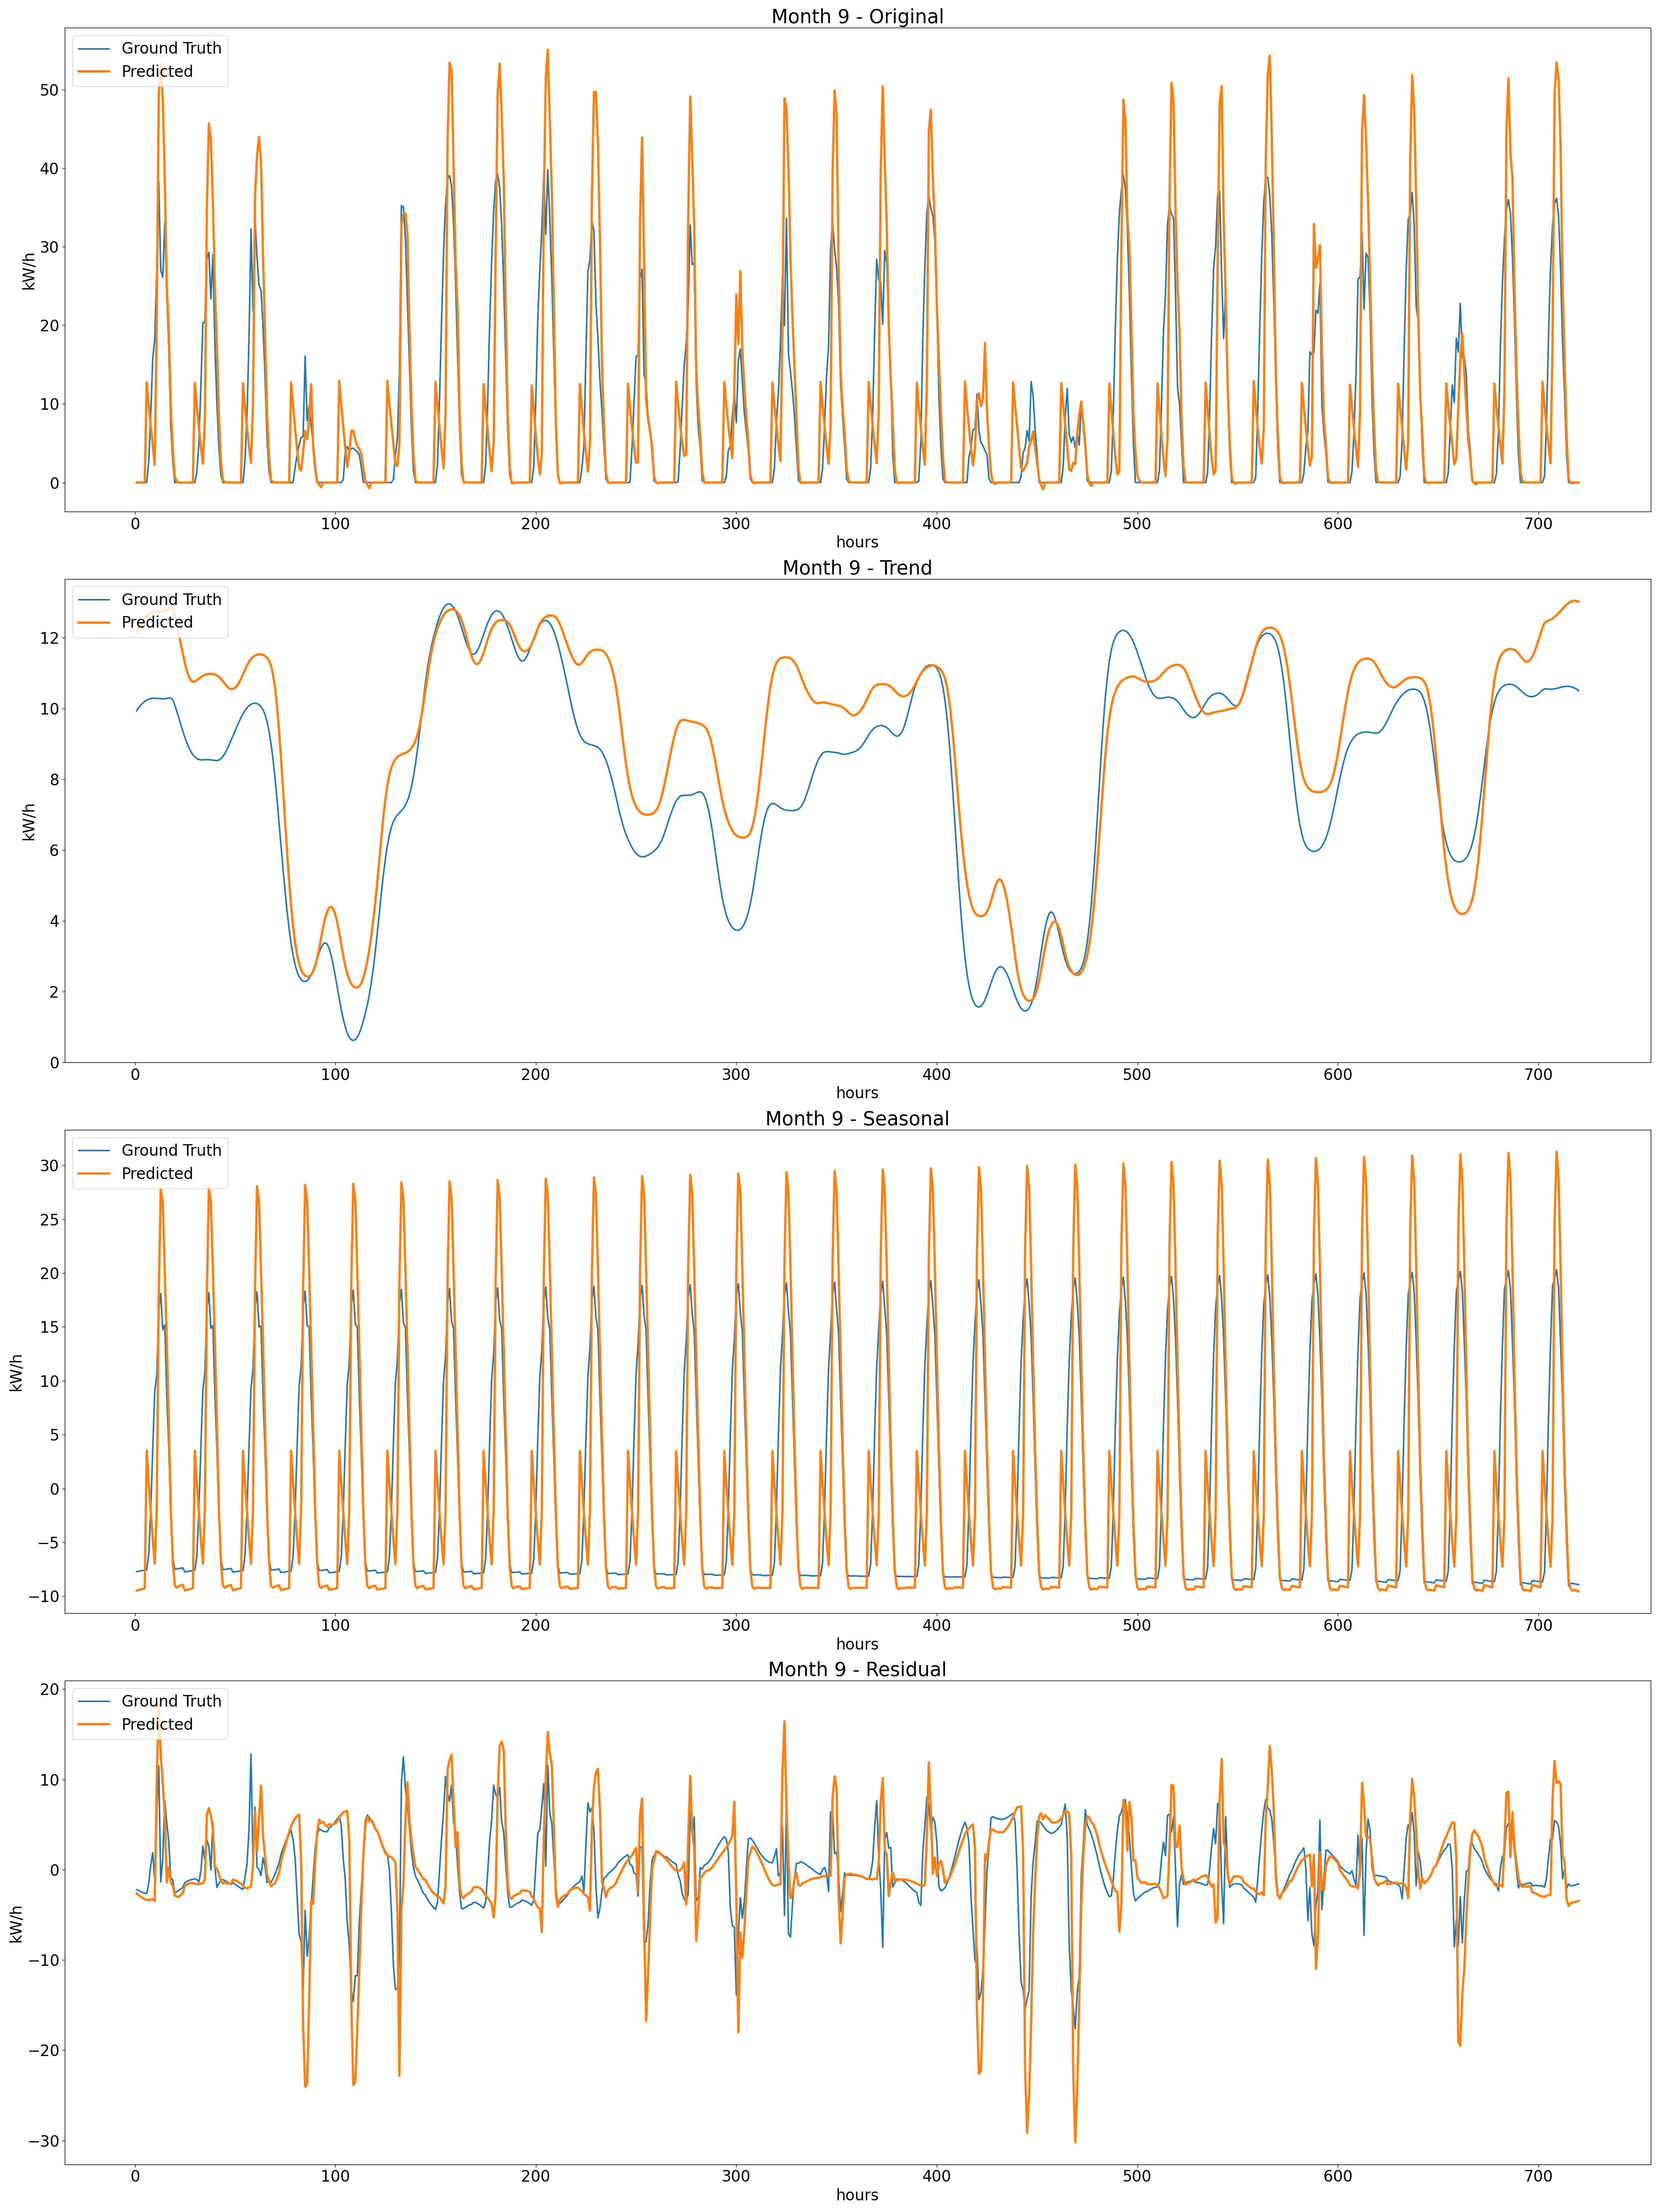 Month 9 - Original
Ground Truth
Predicted
50
40
30
20
10
0
kW/h
0 100 200 300 400 500 600 700
hours
Month 9 - Trend
Ground Truth
Predicted
12
10
8
6
4
2
0
kW/h
0 100 200 300 400 500 600 700
hours
Month 9 - Seasonal
Ground Truth
Predicted
30
25
20
15
10
5
0
−5
−10
kW/h
0 100 200 300 400 500 600 700
hours
Month 9 - Residual
Ground Truth
Predicted
20
10
0
−10
−20
−30
kW/h
0 100 200 300 400 500 600 700
hours